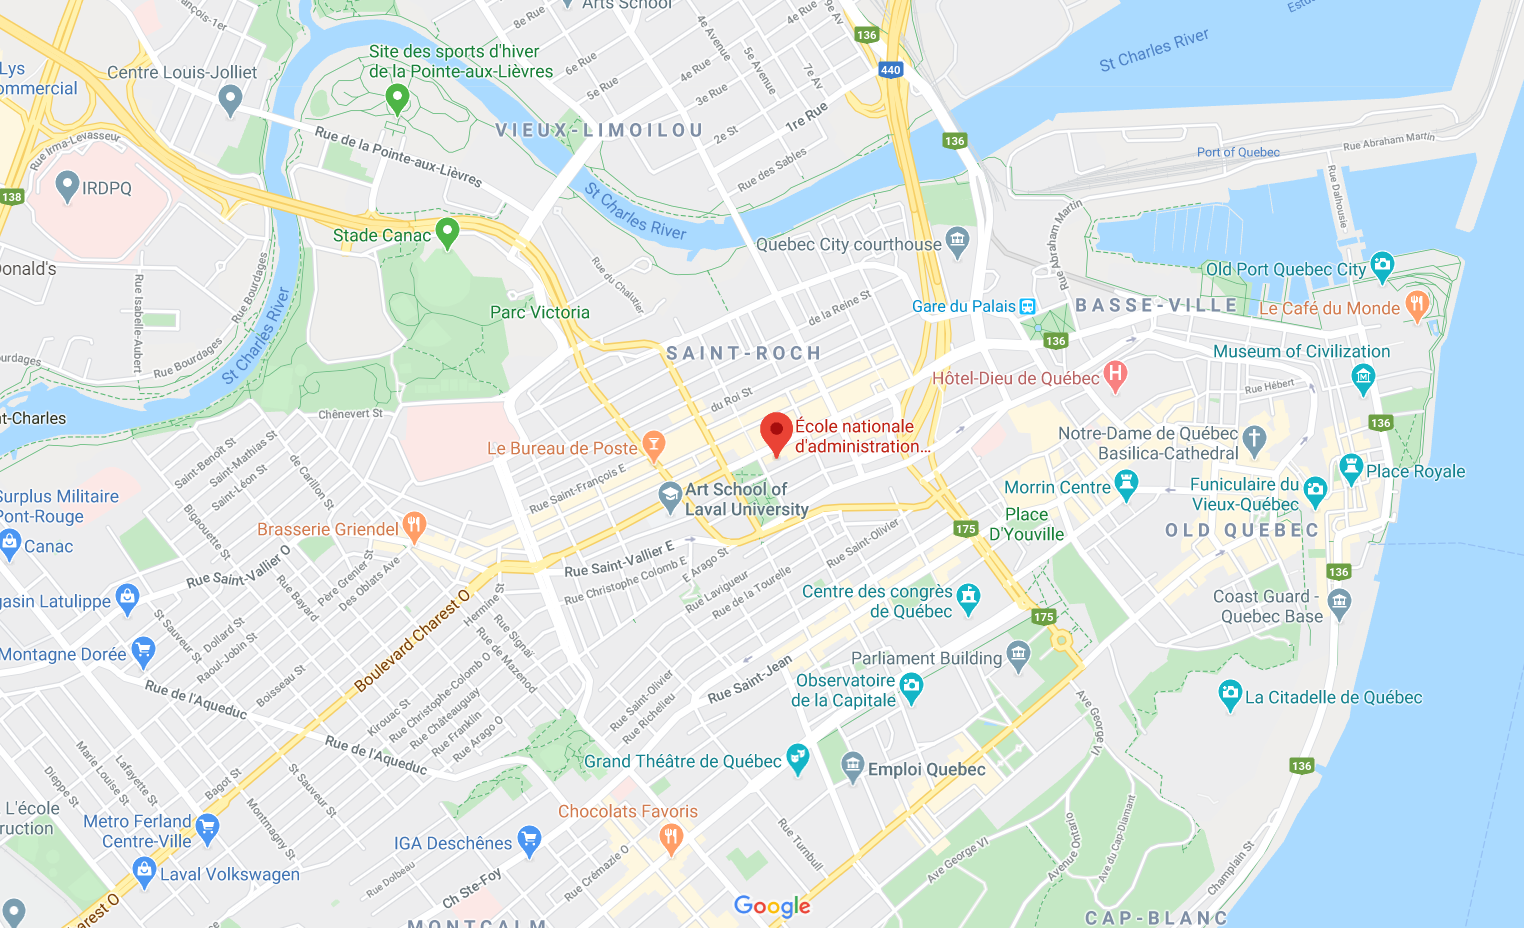 Arts School
8e Rue
4e Rue
136
6e Rue
4e Avenue
5e Avenue
7e Av
Site des sports d'hiver
de la Pointe-aux-Lièvres
Centre Louis-Jolliet
Lys
ommercial
440
St Charles River
4e Rue
5e Rue
3e Rue
1re Rue
2e St
VIEUX-LIMOILOU
Rue de la Pointe-aux-Lièvres
Rue Irma-Levasseur
IRDPQ
138
136
Port of Quebec
Rue Abraham Martin
Rue des Sables
St Charles River
Rue Dalhousie
Rue Abraham Martin
Stade Canac
Quebec City courthouse
onald's
Rue du Chalutier
Old Port Quebec City
Rue Isabelle-Aubert
Rue Bourdages
St Charles River
Parc Victoria
de la Reine St
Gare du Palais
BASSE-VILLE
Le Café du Monde
136
SAINT-ROCH
Museum of Civilization
ourdages
Rue Bourdages
Hôtel-Dieu de Québec
Rue Hébert
du Roi St
Chênevert St
nt-Charles
136
École nationale
d'administration...
Notre-Dame de Québec
Basilica-Cathedral
Le Bureau de Poste
Saint-Benoît St
Saint-Mathias St
Saint-Léon St
de Carillon St
Rue Saint-François E
Place Royale
Morrin Centre
Funiculaire du
Vieux-Québec
Art School of
Laval University
Surplus Militaire
Pont-Rouge
Canac
Bigaouette St
Brasserie Griendel
Place
D'Youville
175
OLD QUEBEC
Rue Saint-Olivier
Rue Saint-Vallier E
E Arago St
Rue Christophe Colomb E
Rue Saint-Vallier O
Père Grenier St
Des Oblats Ave
Rue Bayard
Rue Lavigueur
Rue de la Tourelle
136
gasin Latulippe
Centre des congrès
de Québec
Coast Guard -
Quebec Base
175
Hermine St
Boulevard Charest O
St Sauveur St
Dollard St
Raoul-Jobin St
Rue Signaï
Rue de Mazenod
Montagne Dorée
Parliament Building
Boisseau St
Rue Saint-Jean
Observatoire
de la Capitale
Rue de l'Aqueduc
Kirouac St
Rue Christophe-Colomb O
Rue Châteauguay
Rue Franklin
Rue Arago O
Rue Saint-Olivier
Rue Richelieu
La Citadelle de Québec
Ave George VI
Rue de l'Aqueduc
Grand Théâtre de Québec
Emploi Quebec
136
Dieppe St
Marie Louise St
Lafayette St
Bagot St
St Sauveur St
Montmagny St
L'école
ruction
Metro Ferland
Centre-Ville
Chocolats Favoris
IGA Deschênes
Rue Turnbull
Ave George VI
Avenue Ontario
Ave du Cap-Diamant
Champlain St
Laval Volkswagen
Rue Dolbeau
Ch Ste-Foy
Rue Crémazie O
harest O
Google
MONTCALM
CAP-BLANC